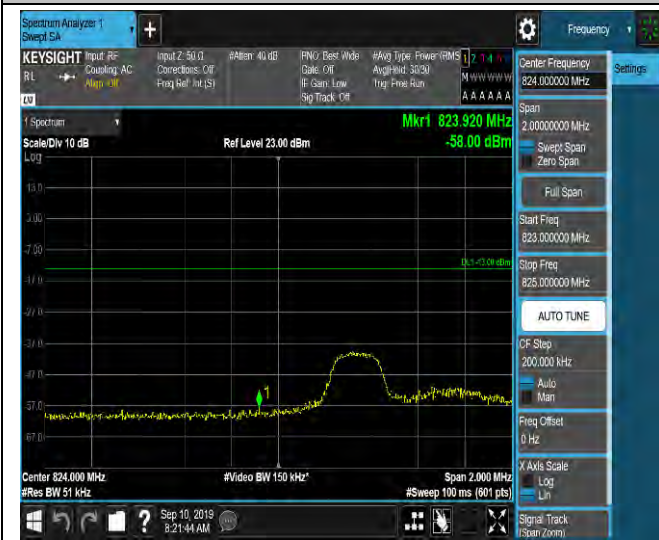 Spectrum Analyzer 1
Swept SA
+
Frequency
KEYSIGHT
Input: RF
Coupling: AC
Align: Off
Input Z: 50 Ω
Corrections: Off
Freq Ref: Int (S)
#Atten: 40 dB
PNO: Best Wide
Gate: Off
IF Gain: Low
Sig Track: Off
#Avg Type: Power (RMS
Avg|Hold: 30/30
Trig: Free Run
RL
M W W W W W
A A A A A A
1 Spectrum
Mkr1 823.920 MHz
Scale/Div 10 dB
Ref Level 23.00 dBm
-58.00 dBm
Log
13.0
3.00
-7.00
DL1 -13.00 dBm
-17.0
-27.0
-37.0
-47.0
1
-57.0
-67.0
Center 824.000 MHz
#Video BW 150 kHz*
Span 2.000 MHz
#Res BW 51 kHz
#Sweep 100 ms (601 pts)
Sep 10, 2019
8:21:44 AM
Center Frequency
824.000000 MHz
Settings
Span
2.00000000 MHz
Swept Span
Zero Span
Full Span
Start Freq
823.000000 MHz
Stop Freq
825.000000 MHz
AUTO TUNE
CF Step
200.000 kHz
Auto
Man
Freq Offset
0 Hz
X Axis Scale
Log
Lin
Signal Track
(Span Zoom)